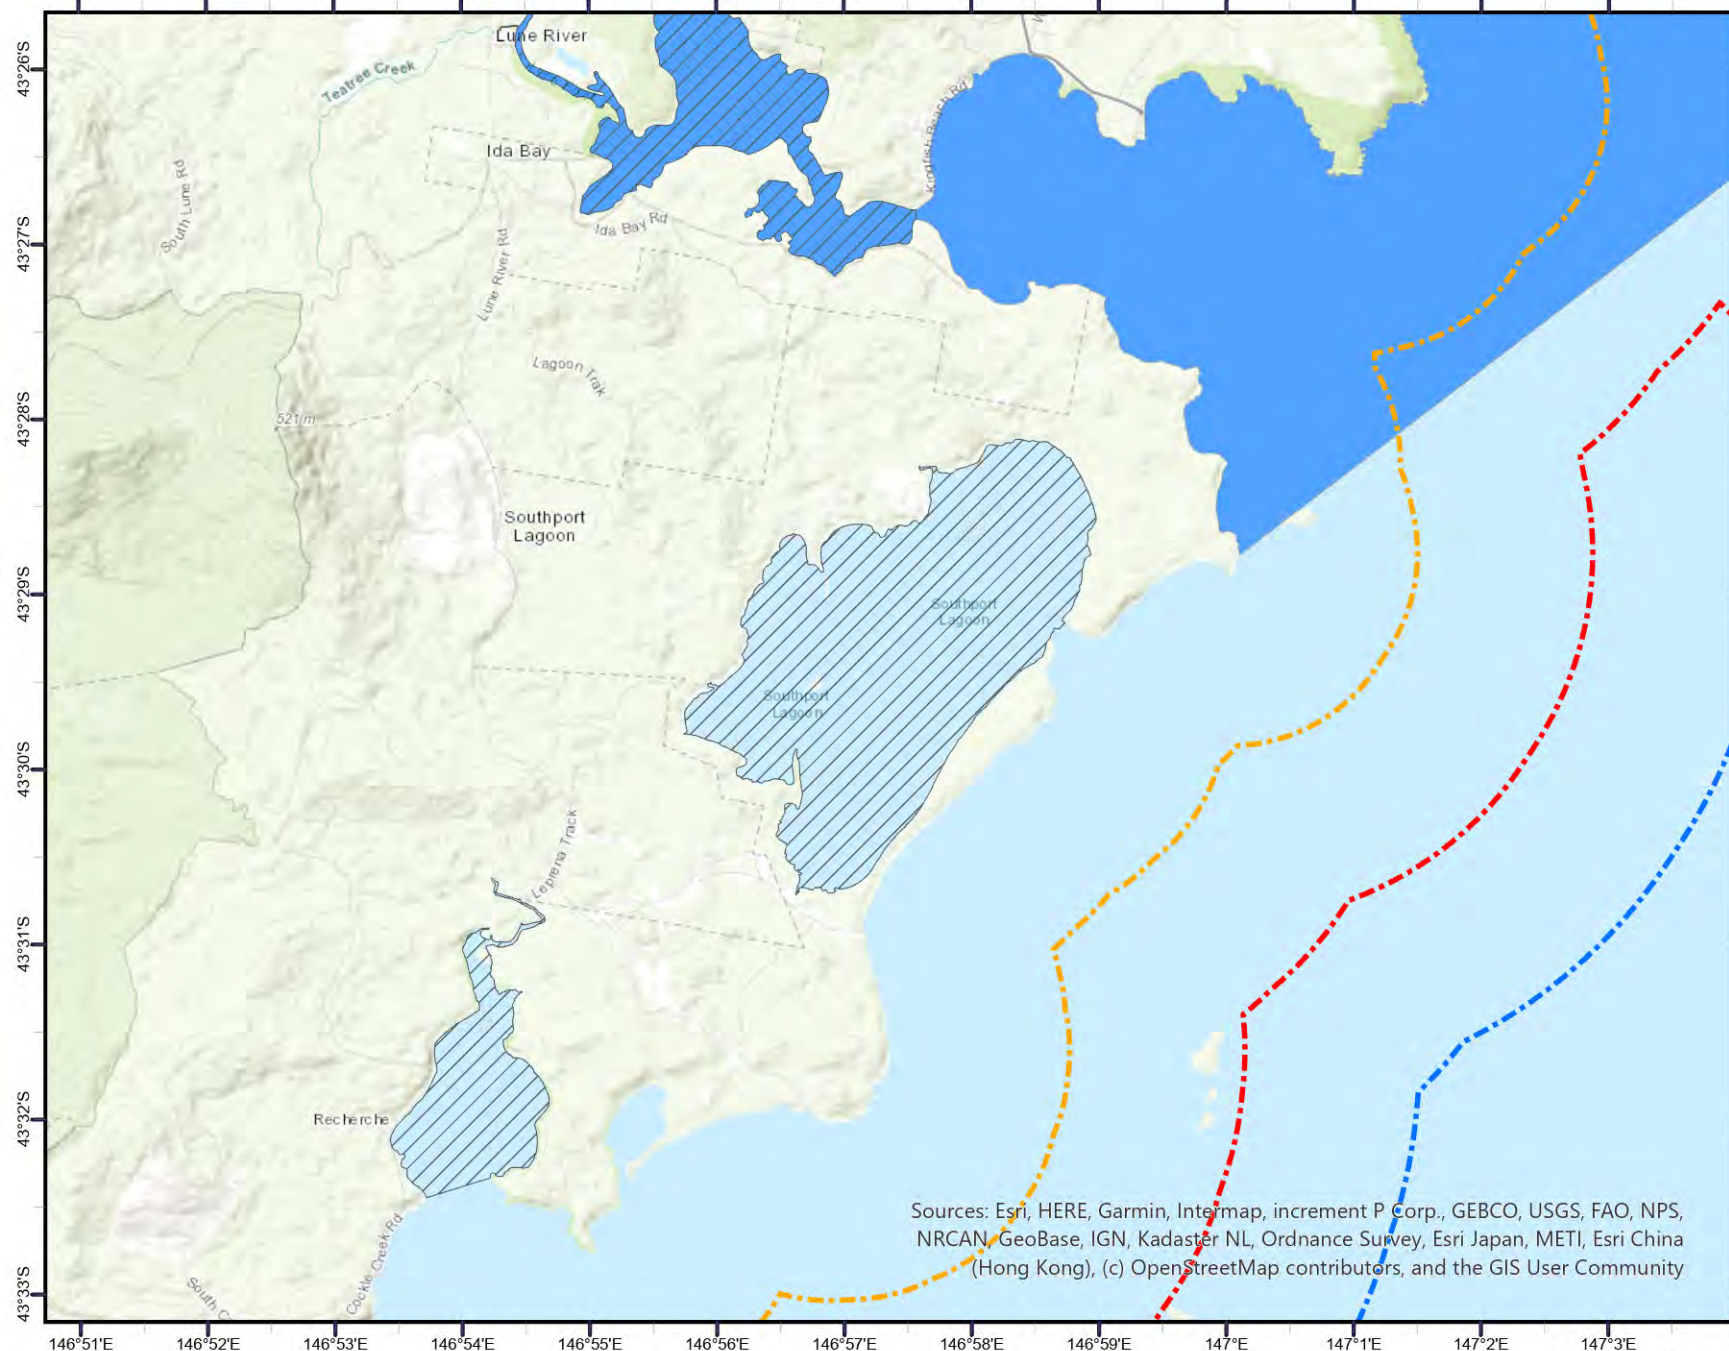 Lune River
Teatree Creek
43°26'S
Kingfish Beach Rd
Ida Bay
South Lune Rd
Ida Bay Rd
43°27'S
Lune River Rd
Lagoon Trak
521 m
43°28'S
Southport
Lagoon
43°29'S
Southport
Lagoon
Southport
Lagoon
43°30'S
Leprena Track
43°31'S
Recherche
43°32'S
Cockle Creek Rd
South C
43°33'S
Sources: Esri, HERE, Garmin, Intermap, increment P Corp., GEBCO, USGS, FAO, NPS,
NRCAN, GeoBase, IGN, Kadaster NL, Ordnance Survey, Esri Japan, METI, Esri China
(Hong Kong), (c) OpenStreetMap contributors, and the GIS User Community
146°51'E 146°52'E 146°53'E 146°54'E 146°55'E 146°56'E 146°57'E 146°58'E 146°59'E 147°E 147°1'E 147°2'E 147°3'E